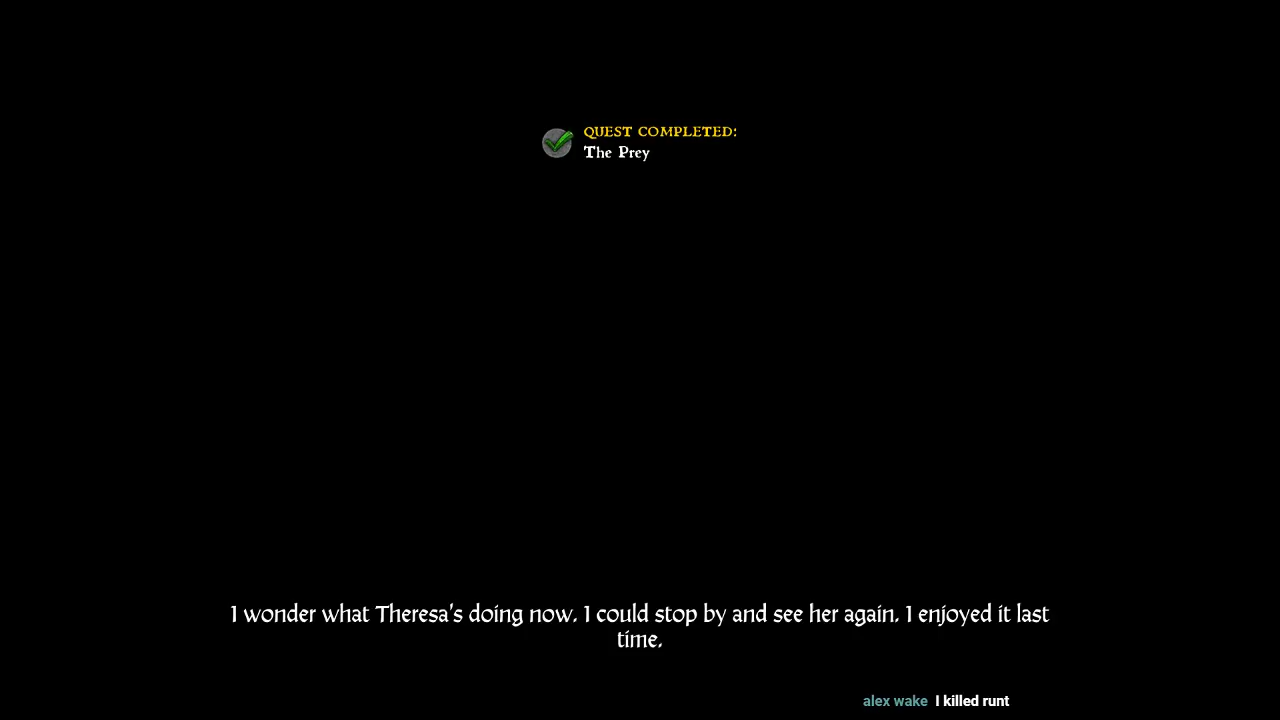 QUEST COMPLETED:
The Prey
I wonder what Theresa's doing now. I could stop by and see her again. I enjoyed it last
time.
alex wake I killed runt